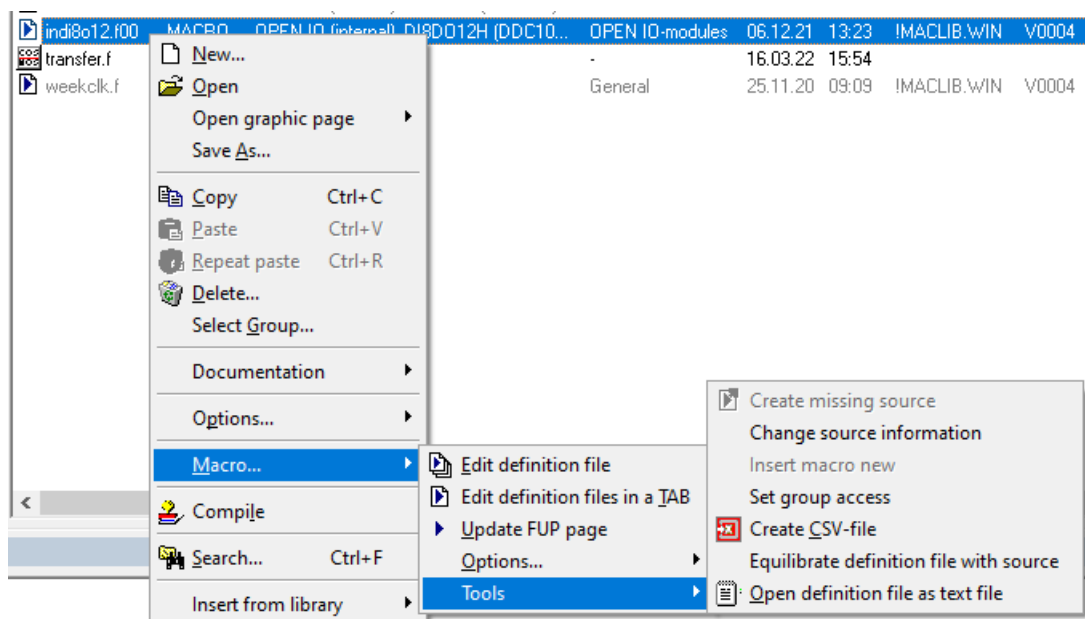 indi8o12.f00 MACRO OPEN IO (internal) DI8DO12H (DDC10... OPEN IO-modules 06.12.21 13:23 !MACLIB.WIN V0004
transfer.f - 16.03.22 15:54
weekclk.f General 25.11.20 09:09 !MACLIB.WIN V0004
New...
Open
Open graphic page
Save As...
Copy Ctrl+C
Paste Ctrl+V
Repeat paste Ctrl+R
Delete...
Select Group...
Documentation
Options...
Macro...
Compile
Search... Ctrl+F
Insert from library
Edit definition file
Edit definition files in a TAB
Update FUP page
Options...
Tools
Create missing source
Change source information
Insert macro new
Set group access
Create CSV-file
Equilibrate definition file with source
Open definition file as text file